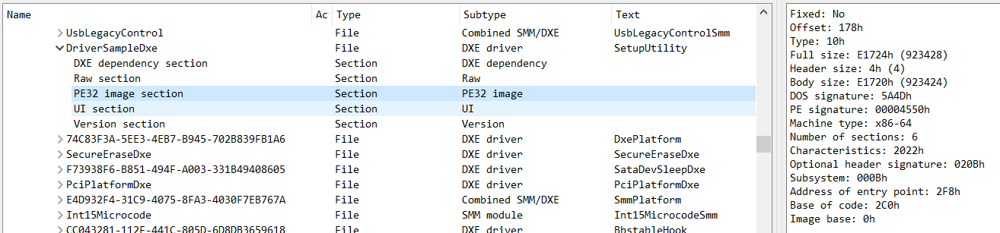 Name Ac Type Subtype Text
UsbLegacyControl File Combined SMM/DXE UsbLegacyControlSmm
DriverSampleDxe File DXE driver SetupUtility
DXE dependency section Section DXE dependency
Raw section Section Raw
PE32 image section Section PE32 image
UI section Section UI
Version section Section Version
74C83F3A-5EE3-4EB7-B945-702B839FB1A6 File DXE driver DxePlatform
SecureEraseDxe File DXE driver SecureEraseDxe
F73938F6-B851-494F-A003-331B49408605 File DXE driver SataDevSleepDxe
PciPlatformDxe File DXE driver PciPlatformDxe
E4D932F4-31C9-4075-8FA3-4030F7EB767A File Combined SMM/DXE SmmPlatform
Int15Microcode File SMM module Int15MicrocodeSmm
CC043281-112F-441C-805D-6D8DB3659618 File DXE driver BbstableHook
Fixed: No
Offset: 178h
Type: 10h
Full size: E1724h (923428)
Header size: 4h (4)
Body size: E1720h (923424)
DOS signature: 5A4Dh
PE signature: 00004550h
Machine type: x86-64
Number of sections: 6
Characteristics: 2022h
Optional header signature: 020Bh
Subsystem: 000Bh
Address of entry point: 2F8h
Base of code: 2C0h
Image base: 0h